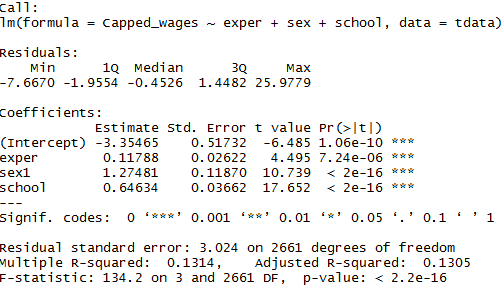 Call:
lm(formula = Capped_wages ~ exper + sex + school, data = tdata)
Residuals:
Min 1Q Median 3Q Max
-7.6670 -1.9554 -0.4526 1.4482 25.9779
Coefficients:
Estimate Std. Error t value Pr(>|t|)
(Intercept) -3.35465 0.51732 -6.485 1.06e-10 ***
exper 0.11788 0.02622 4.495 7.24e-06 ***
sex1 1.27481 0.11870 10.739 < 2e-16 ***
school 0.64634 0.03662 17.652 < 2e-16 ***
---
Signif. codes: 0 ‘***’ 0.001 ‘**’ 0.01 ‘*’ 0.05 ‘.’ 0.1 ‘ ’ 1
Residual standard error: 3.024 on 2661 degrees of freedom
Multiple R-squared: 0.1314, Adjusted R-squared: 0.1305
F-statistic: 134.2 on 3 and 2661 DF, p-value: < 2.2e-16